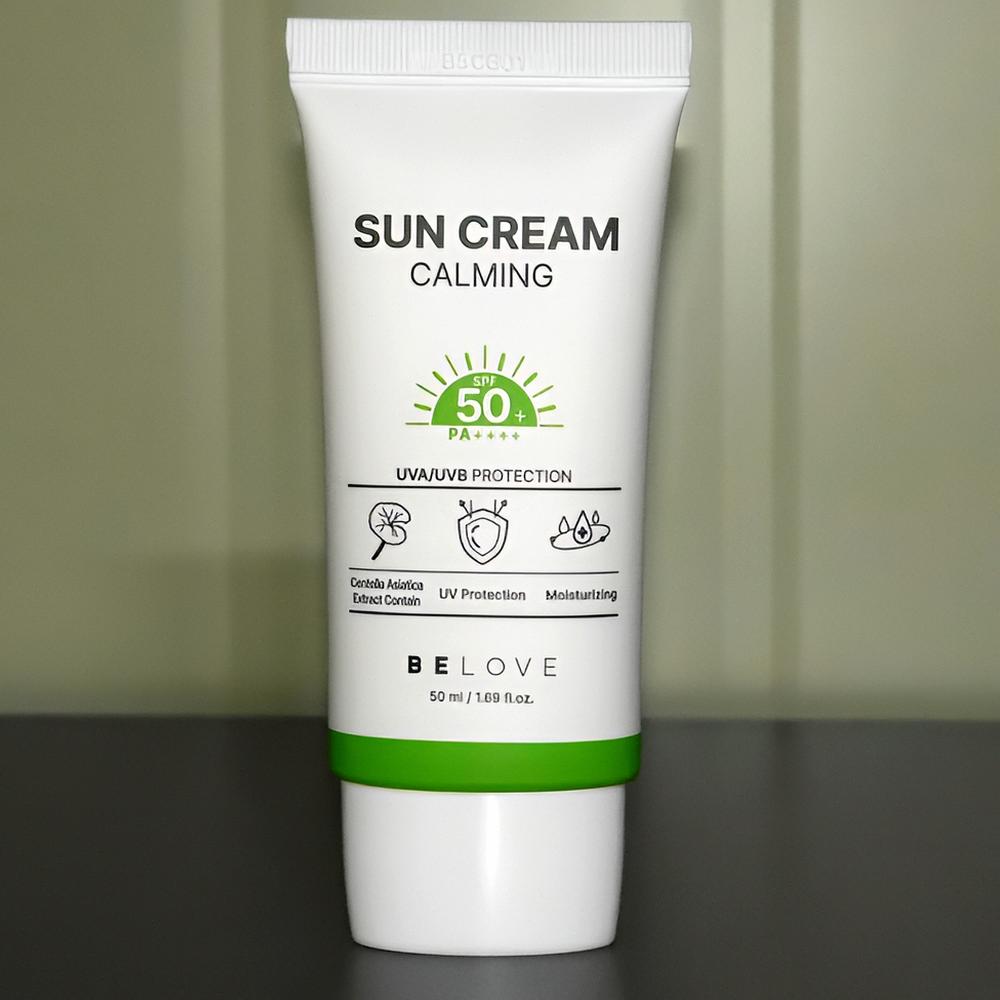 SUN CREAM
CALMING
SPF
50+
PA++++
UVA/UVB PROTECTION
Centella Asiatica
Extract Contain
UV Protection
Moisturizing
BELOVE
50 ml / 1.69 fl.oz.